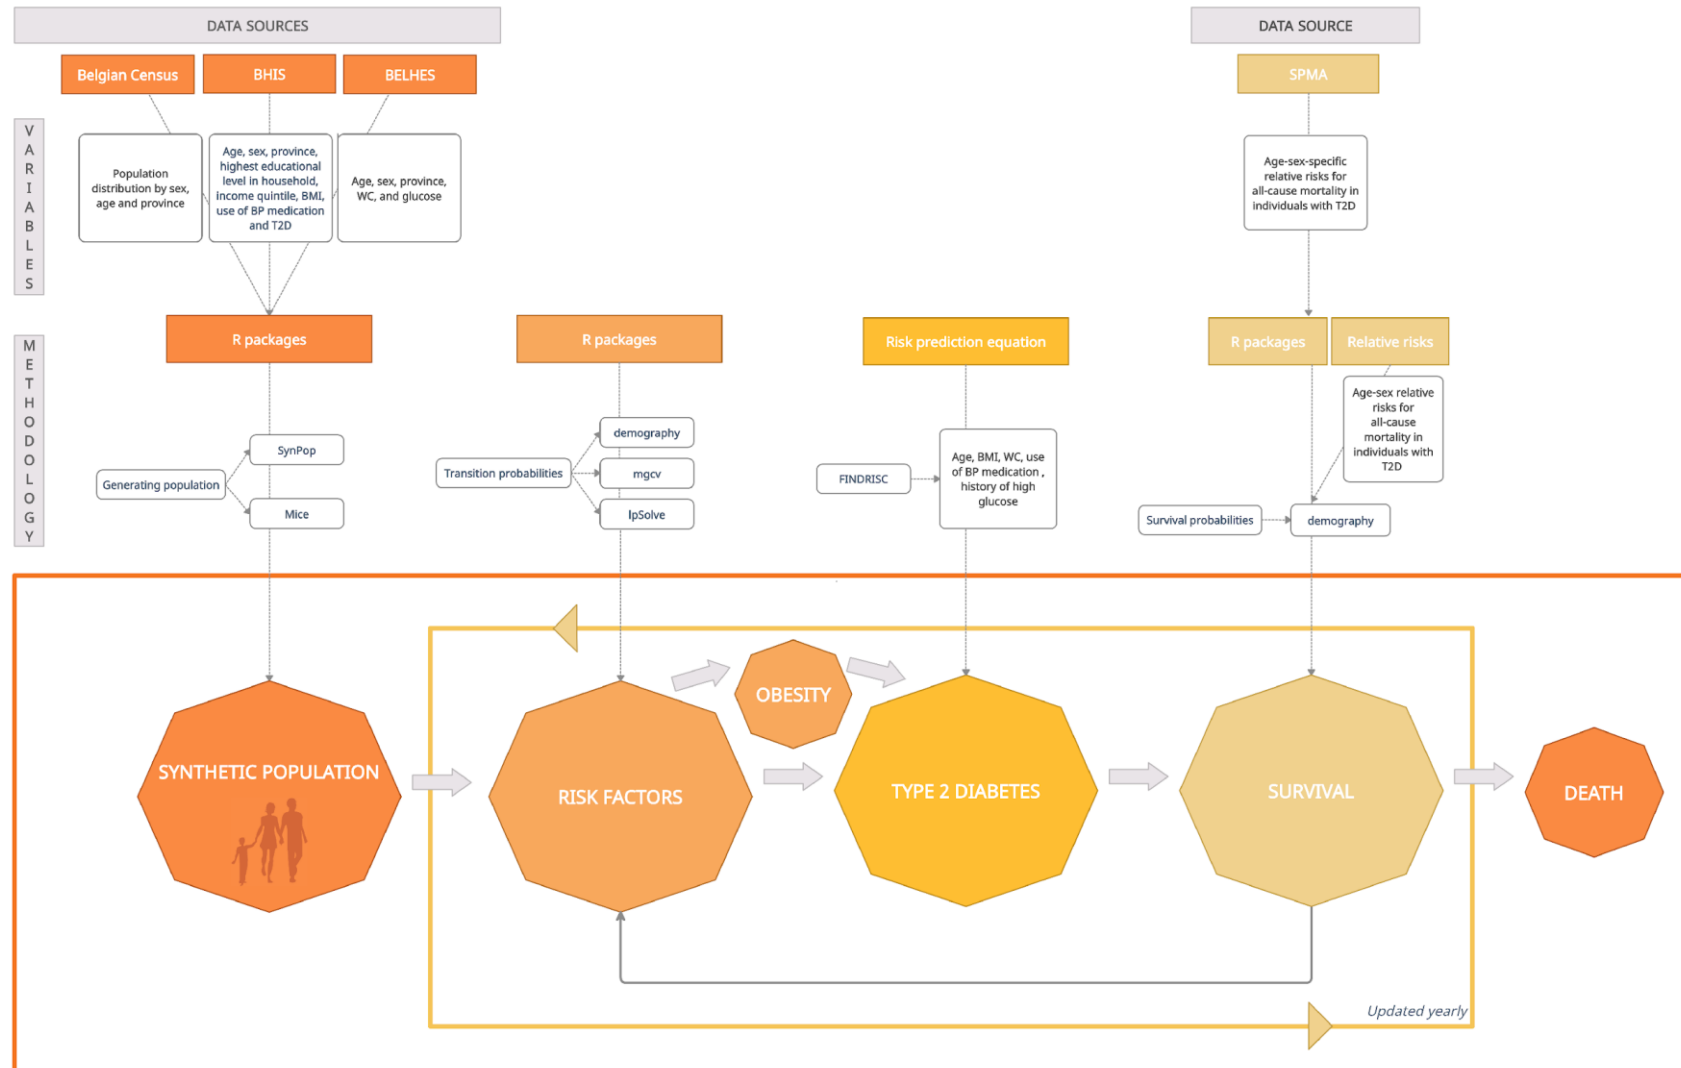 DATA SOURCES
DATA SOURCE
Belgian Census
BHIS
BELHES
SPMA
VARIABLES
Population
distribution by sex,
age and province
Age, sex, province,
highest educational
level in household,
income quintile, BMI,
use of BP medication
and T2D
Age, sex, province,
WC, and glucose
Age-sex-specific
relative risks for
all-cause mortality in
individuals with T2D
METHODOLOGY
R packages
R packages
Risk prediction equation
R packages
Relative risks
Generating population
SynPop
Mice
Transition probabilities
demography
mgcv
lpSolve
FINDRISC
Age, BMI, WC, use
of BP medication ,
history of high
glucose
Age-sex relative
risks for
all-cause
mortality in
individuals with
T2D
Survival probabilities
demography
SYNTHETIC POPULATION
RISK FACTORS
OBESITY
TYPE 2 DIABETES
SURVIVAL
DEATH
Updated yearly